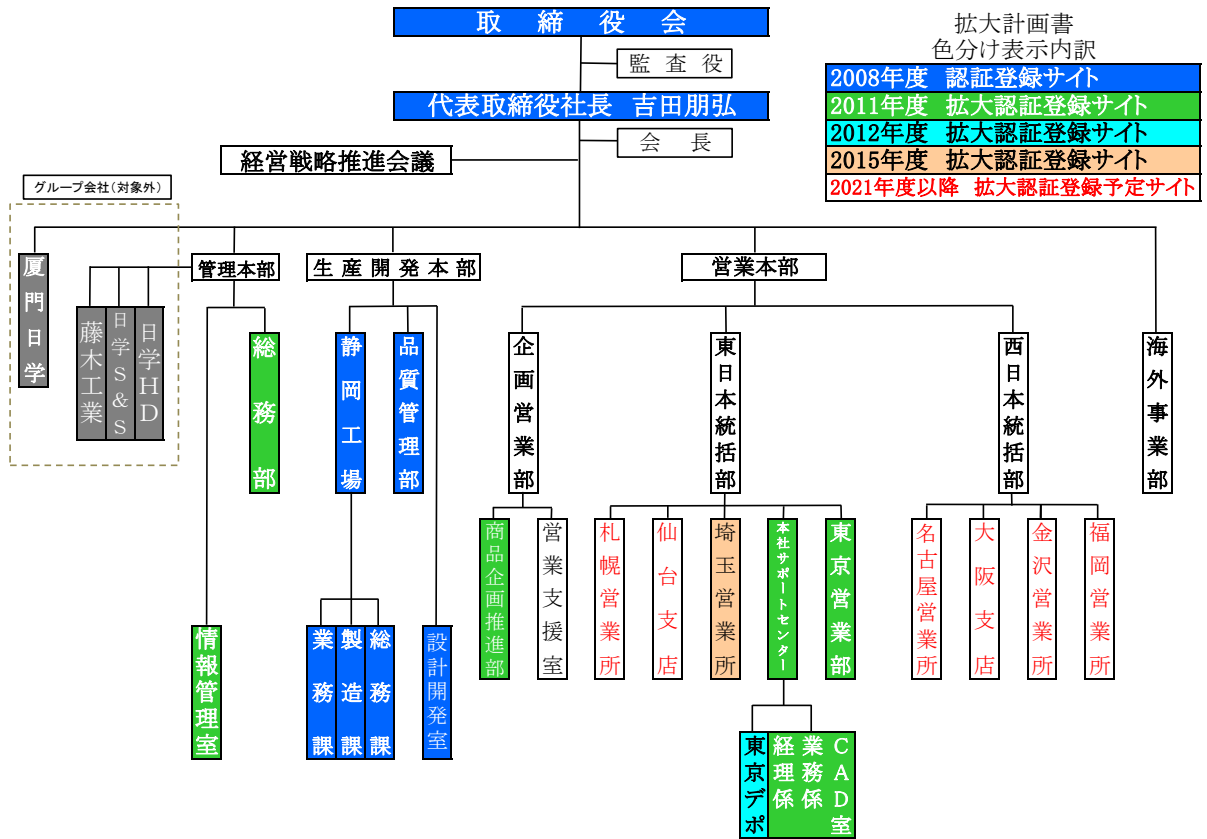 取締役会
監査役
代表取締役社長 吉田朋弘
会長
経営戦略推進会議
拡大計画書
色分け表示内訳
2008年度 認証登録サイト
2011年度 拡大認証登録サイト
2012年度 拡大認証登録サイト
2015年度 拡大認証登録サイト
2021年度以降 拡大認証登録予定サイト
グループ会社(対象外)
厦門日学
管理本部
生産開発本部
営業本部
藤木工業
日学S&S
日学HD
総務部
静岡工場
品質管理部
企画営業部
東日本統括部
西日本統括部
海外事業部
商品企画推進部
営業支援室
札幌営業所
仙台支店
埼玉営業所
本社サポートセンター
東京営業部
名古屋営業所
大阪支店
金沢営業所
福岡営業所
情報管理室
業務課
製造課
総務課
設計開発室
東京デポ
経理係
業務係
CAD室